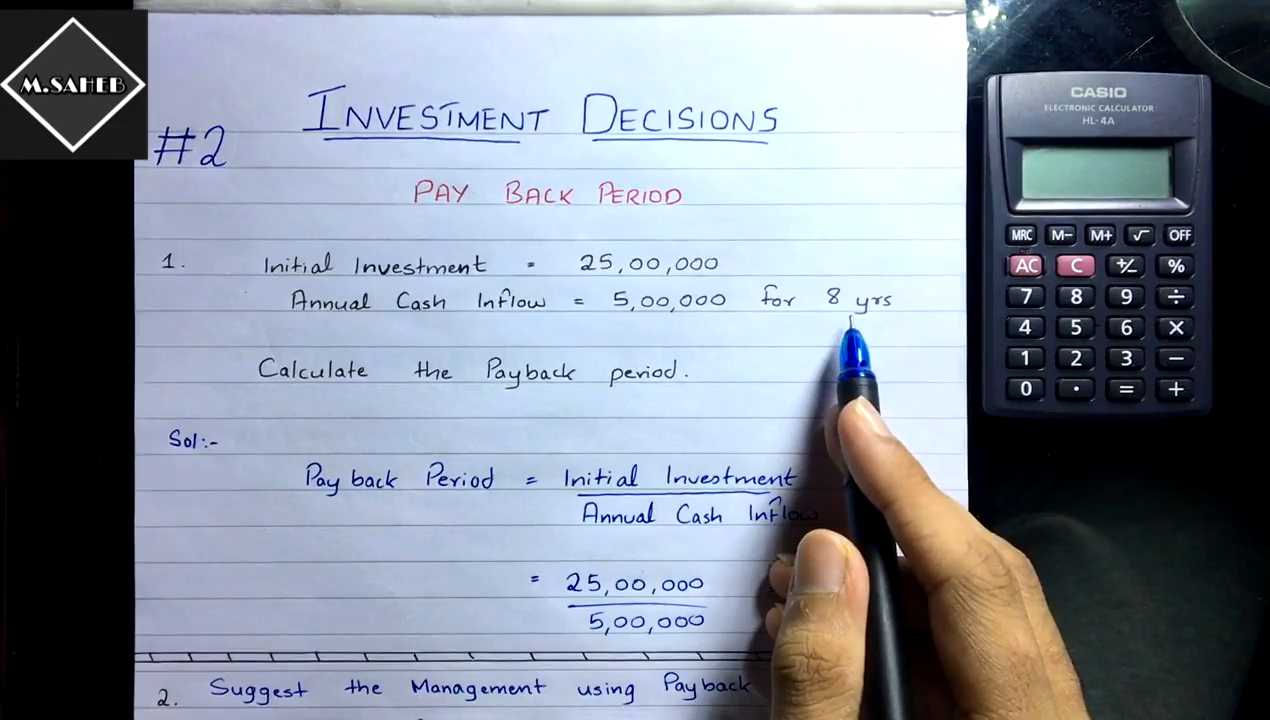 M.SAHEB
INVESTMENT DECISIONS
#2
PAY BACK PERIOD
1. Initial Investment = 25,00,000
Annual Cash Inflow = 5,00,000 for 8 yrs
Calculate the Payback period.
Sol:-
Pay back Period = Initial Investment
Annual Cash Inflow
= 25,00,000
5,00,000
2. Suggest the Management using Payback
CASIO
ELECTRONIC CALCULATOR
HL-4A
MRC M- M+ √ OFF
AC C +/- %
7 8 9 ÷
4 5 6 ×
1 2 3 −
0 · = +